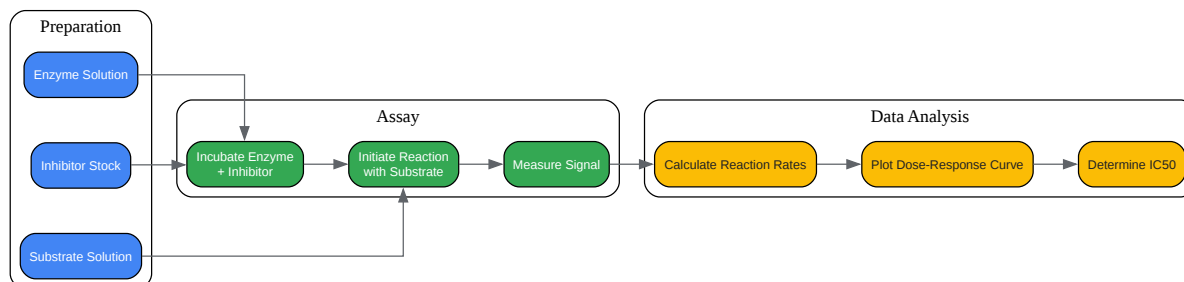 Preparation
Enzyme Solution
Inhibitor Stock
Substrate Solution
Assay
Incubate Enzyme
+ Inhibitor
Initiate Reaction
with Substrate
Measure Signal
Data Analysis
Calculate Reaction Rates
Plot Dose-Response Curve
Determine IC50